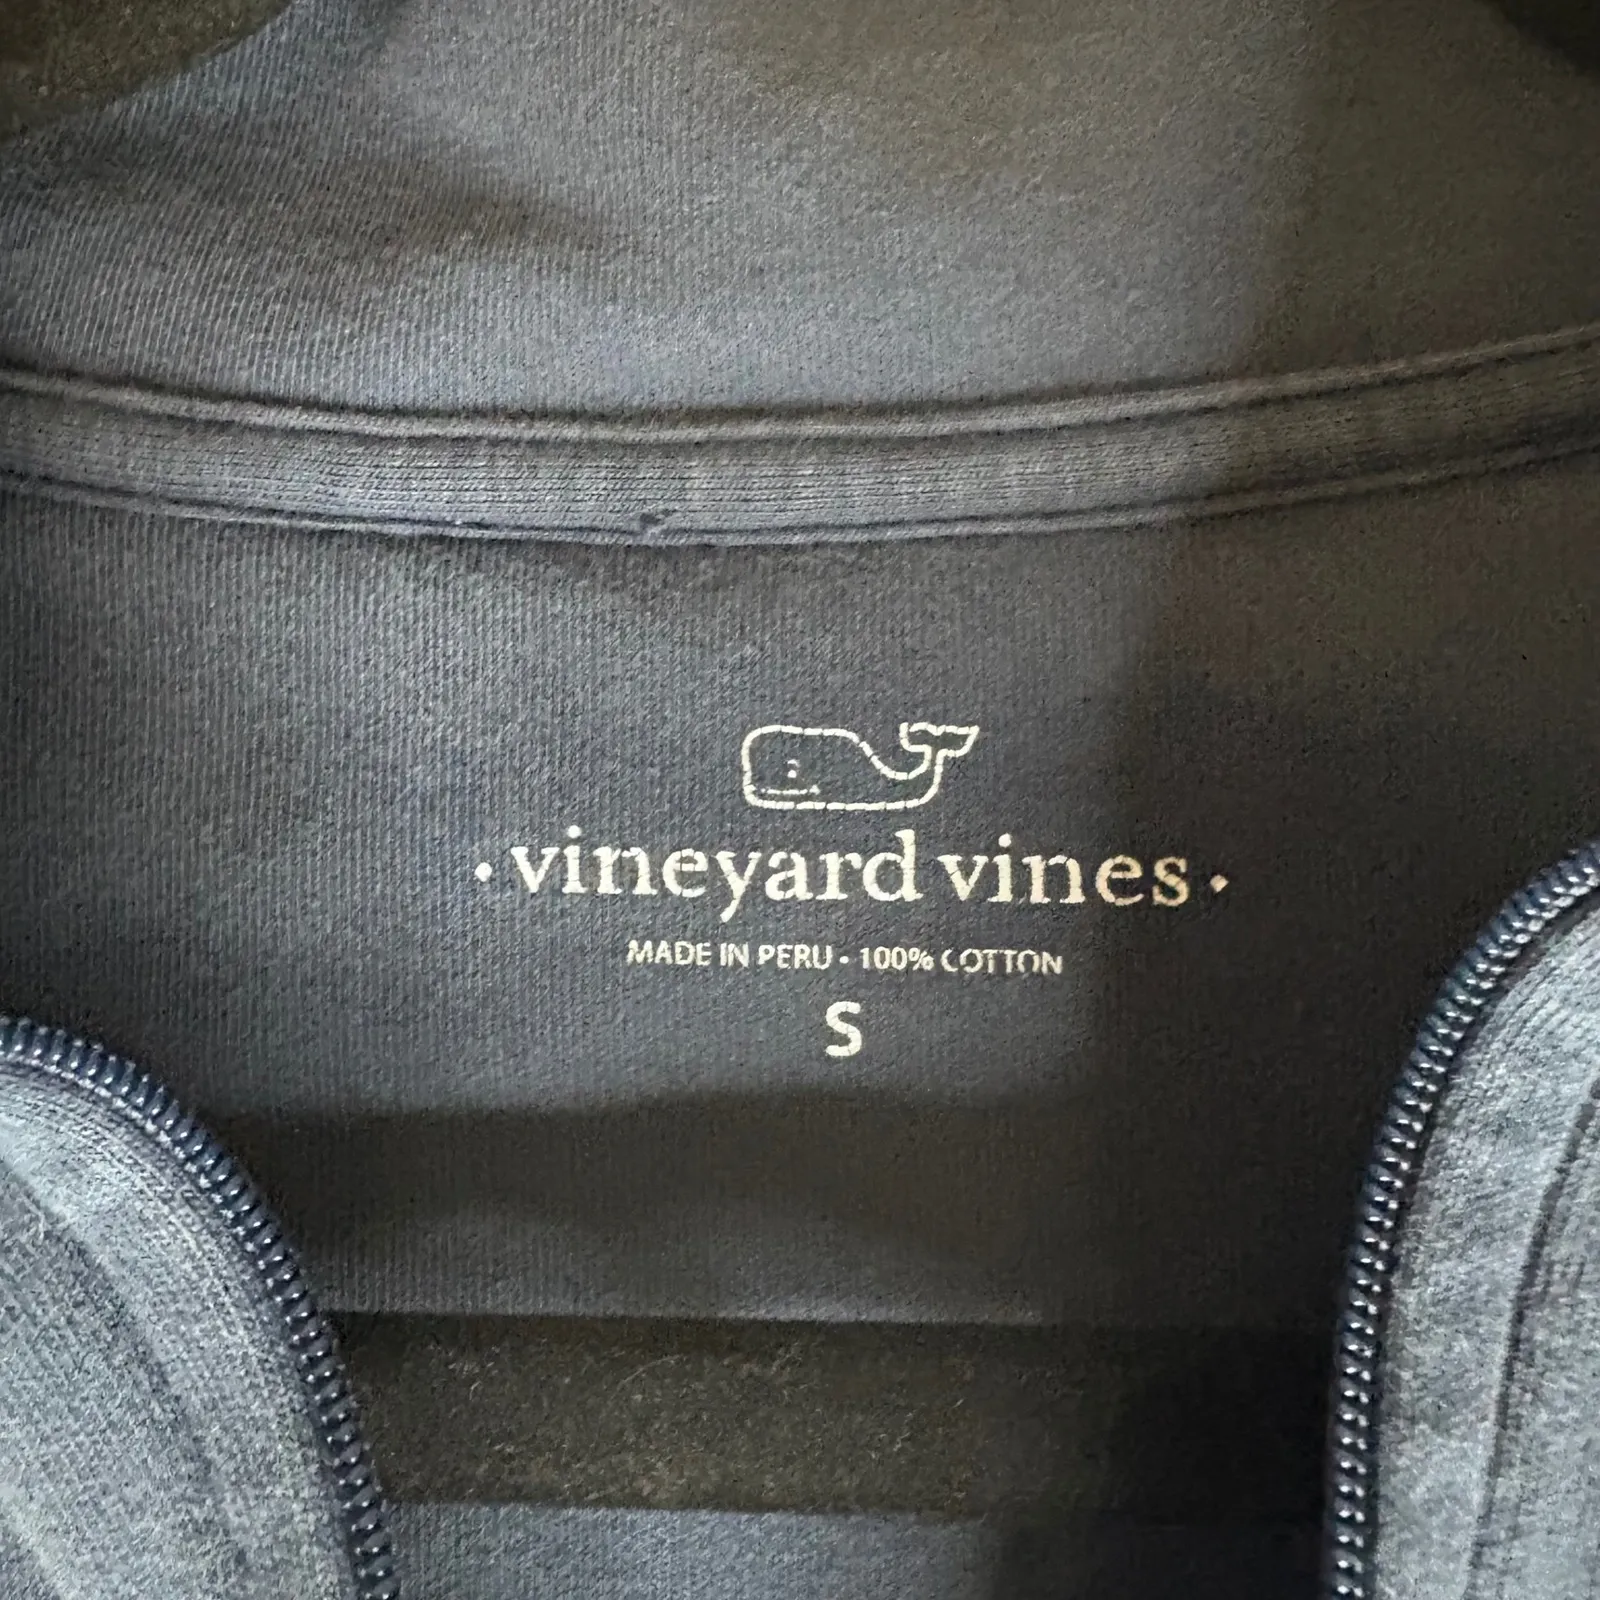 • vineyard vines •
MADE IN PERU • 100% COTTON
S